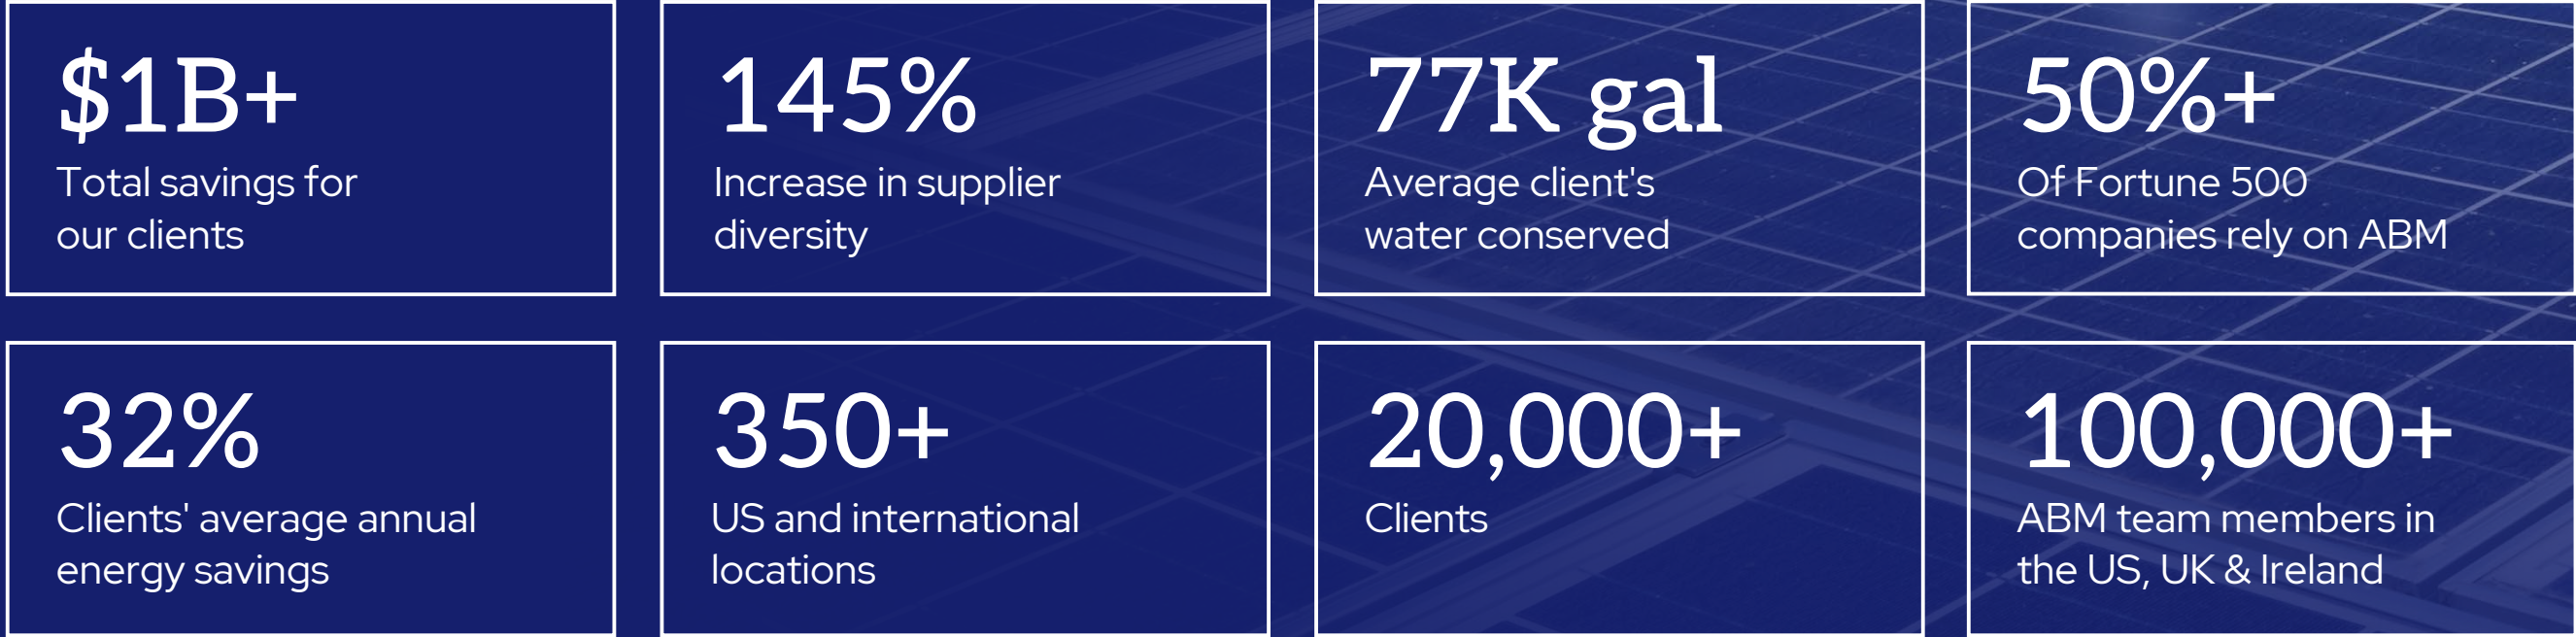 $1B+
Total savings for
our clients
145%
Increase in supplier
diversity
77K gal
Average client's
water conserved
50%+
Of Fortune 500
companies rely on ABM
32%
Clients' average annual
energy savings
350+
US and international
locations
20,000+
Clients
100,000+
ABM team members in
the US, UK & Ireland